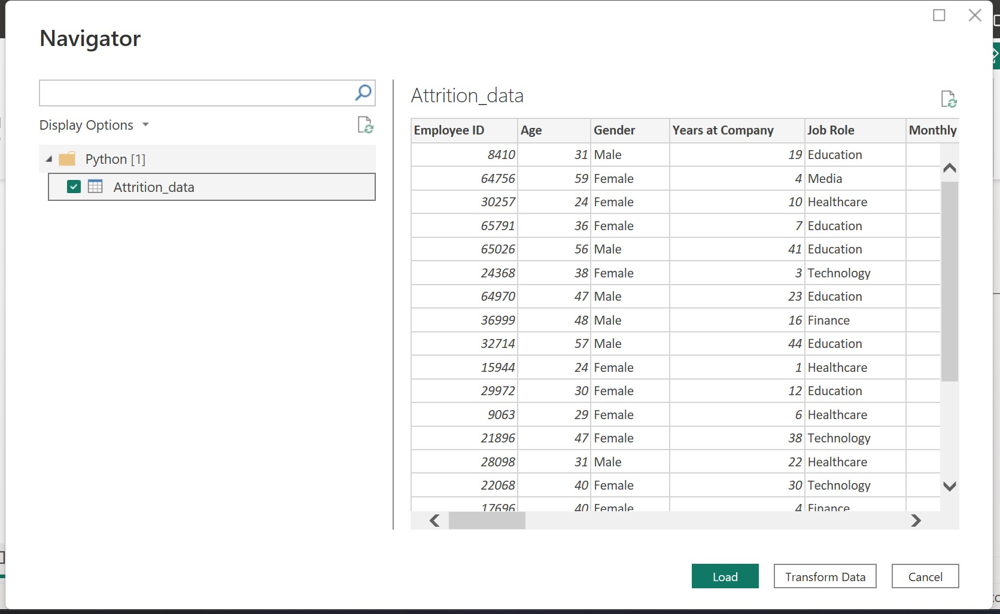 Navigator
Display Options
Python [1]
Attrition_data
Attrition_data
Employee ID Age Gender Years at Company Job Role Monthly
8410 31 Male 19 Education
64756 59 Female 4 Media
30257 24 Female 10 Healthcare
65791 36 Female 7 Education
65026 56 Male 41 Education
24368 38 Female 3 Technology
64970 47 Male 23 Education
36999 48 Male 16 Finance
32714 57 Male 44 Education
15944 24 Female 1 Healthcare
29972 30 Female 12 Education
9063 29 Female 6 Healthcare
21896 47 Female 38 Technology
28098 31 Male 22 Healthcare
22068 40 Female 30 Technology
17696 40 Female 4 Finance
Load Transform Data Cancel